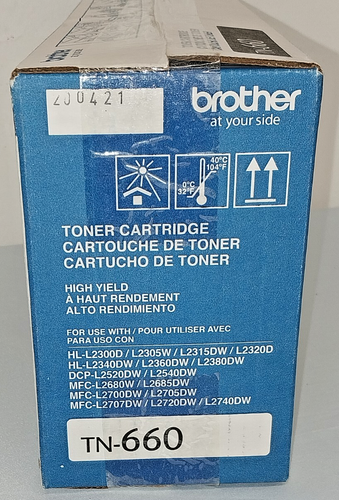 660
200421
brother
at your side
40°C
104°F
0°C
32°F
TONER CARTRIDGE
CARTOUCHE DE TONER
CARTUCHO DE TONER
HIGH YIELD
À HAUT RENDEMENT
ALTO RENDIMIENTO
FOR USE WITH / POUR UTILISER AVEC
PARA USO CON
HL-L2300D / L2305W / L2315DW / L2320D
HL-L2340DW / L2360DW / L2380DW
DCP-L2520DW / L2540DW
MFC-L2680W / L2685DW
MFC-L2700DW / L2705DW
MFC-L2707DW / L2720DW / L2740DW
TN-660